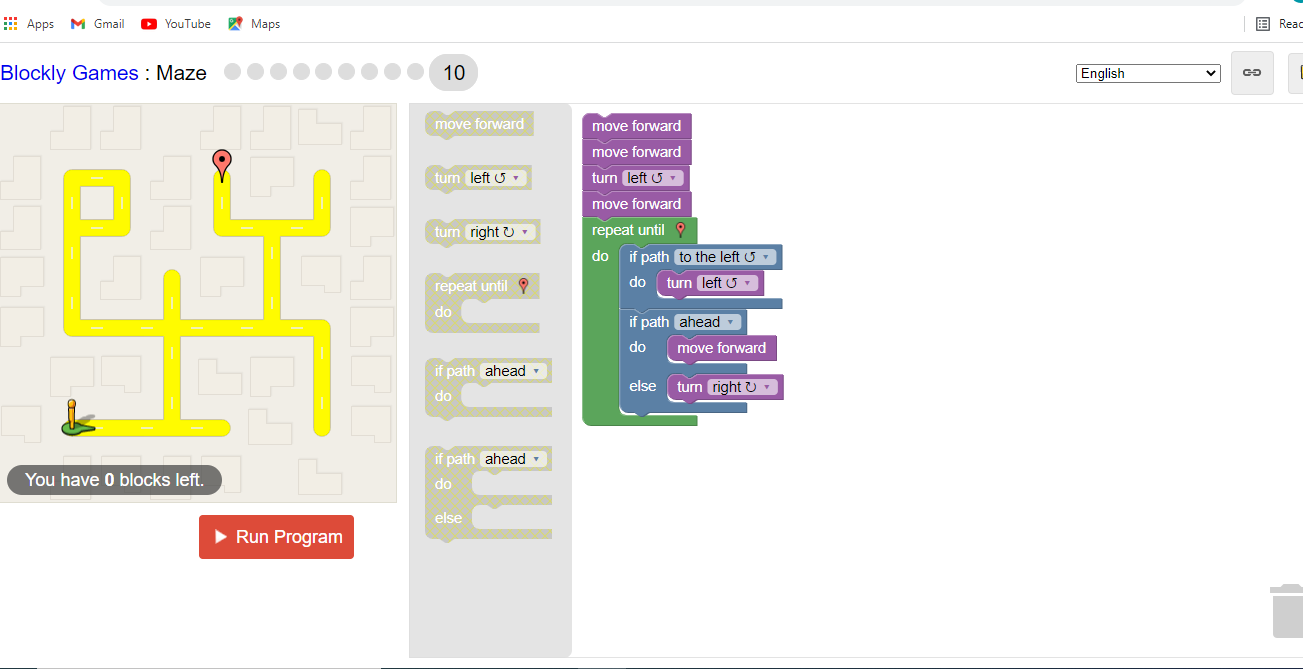 Apps Gmail YouTube Maps
Blockly Games : Maze 10 English
move forward
turn left ↺
turn right ↻
repeat until
do
if path ahead
do
if path ahead
do
else
move forward
move forward
turn left ↺
move forward
repeat until
do if path to the left ↺
do turn left ↺
if path ahead
do move forward
else turn right ↻
You have 0 blocks left.
Run Program